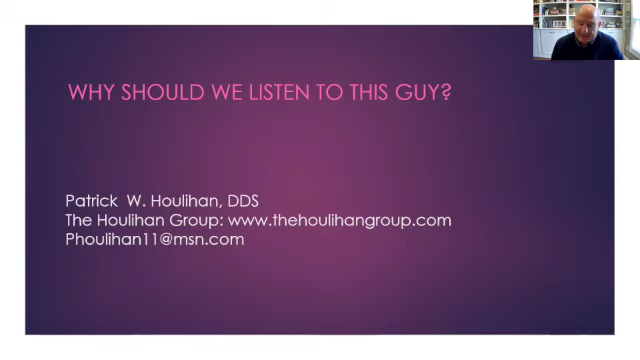 WHY SHOULD WE LISTEN TO THIS GUY?
Patrick W. Houlihan, DDS
The Houlihan Group: www.thehoulihangroup.com
Phoulihan11@msn.com